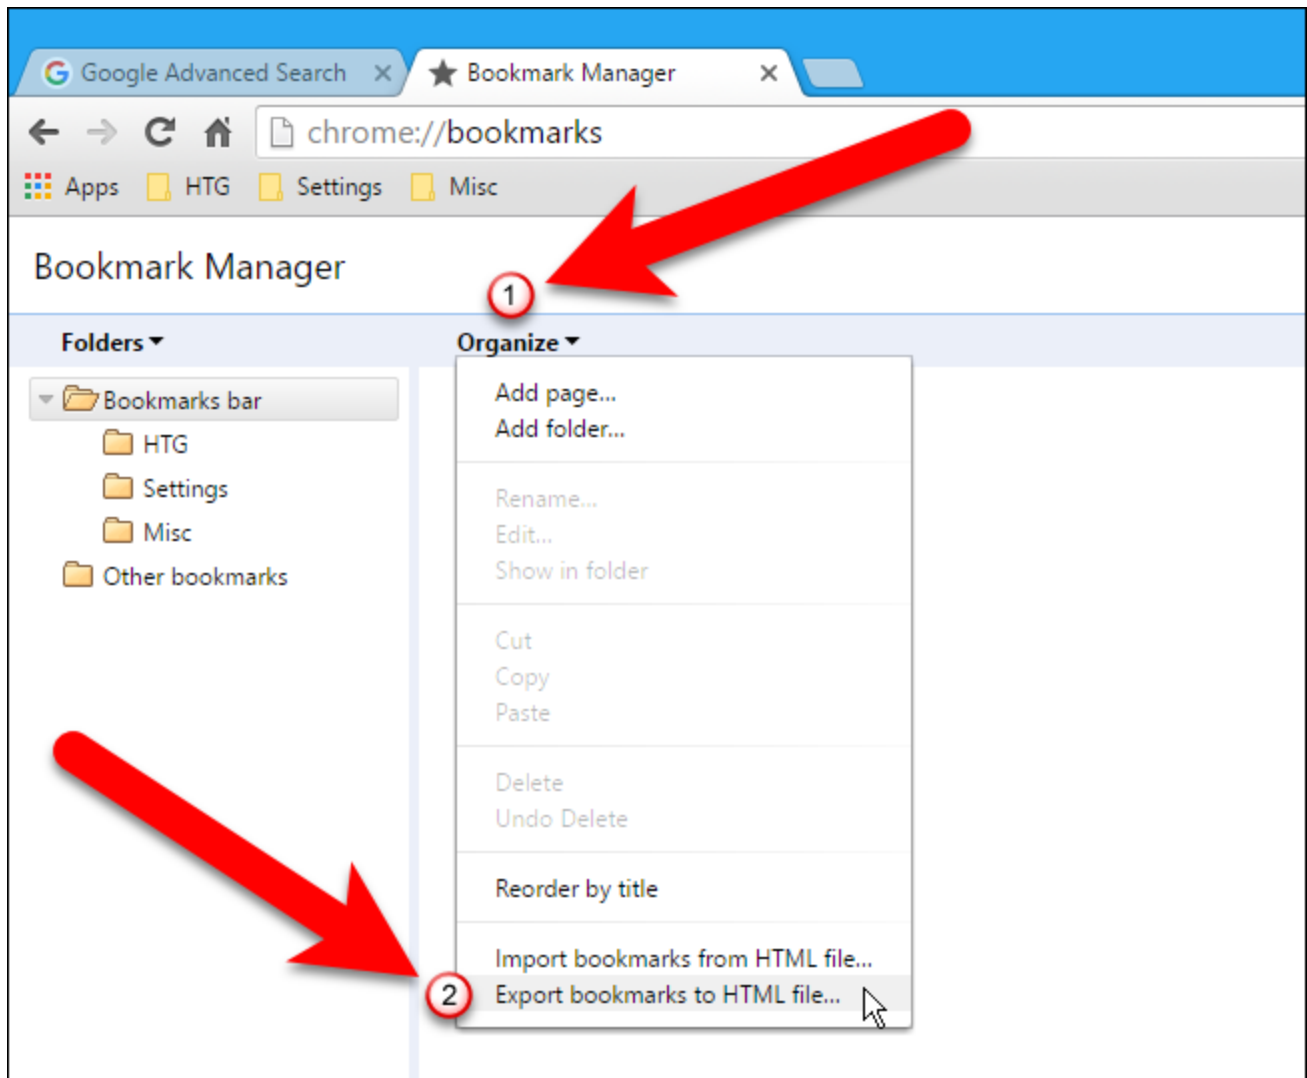 Google Advanced Search
Bookmark Manager
chrome://bookmarks
Apps HTG Settings Misc
Bookmark Manager
1
Folders Organize
Bookmarks bar
HTG
Settings
Misc
Other bookmarks
Add page...
Add folder...
Rename...
Edit...
Show in folder
Cut
Copy
Paste
Delete
Undo Delete
Reorder by title
Import bookmarks from HTML file...
2
Export bookmarks to HTML file...